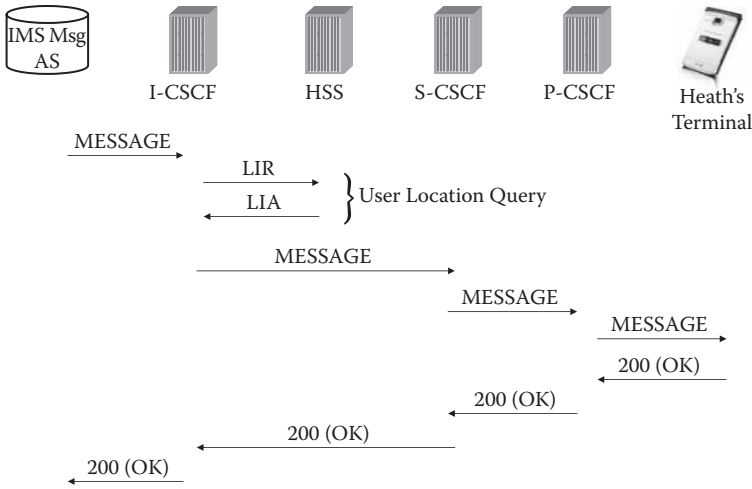 IMS Msg
AS
I-CSCF
HSS
S-CSCF
P-CSCF
Heath's
Terminal
MESSAGE
LIR
LIA
User Location Query
MESSAGE
MESSAGE
MESSAGE
200 (OK)
200 (OK)
200 (OK)
200 (OK)